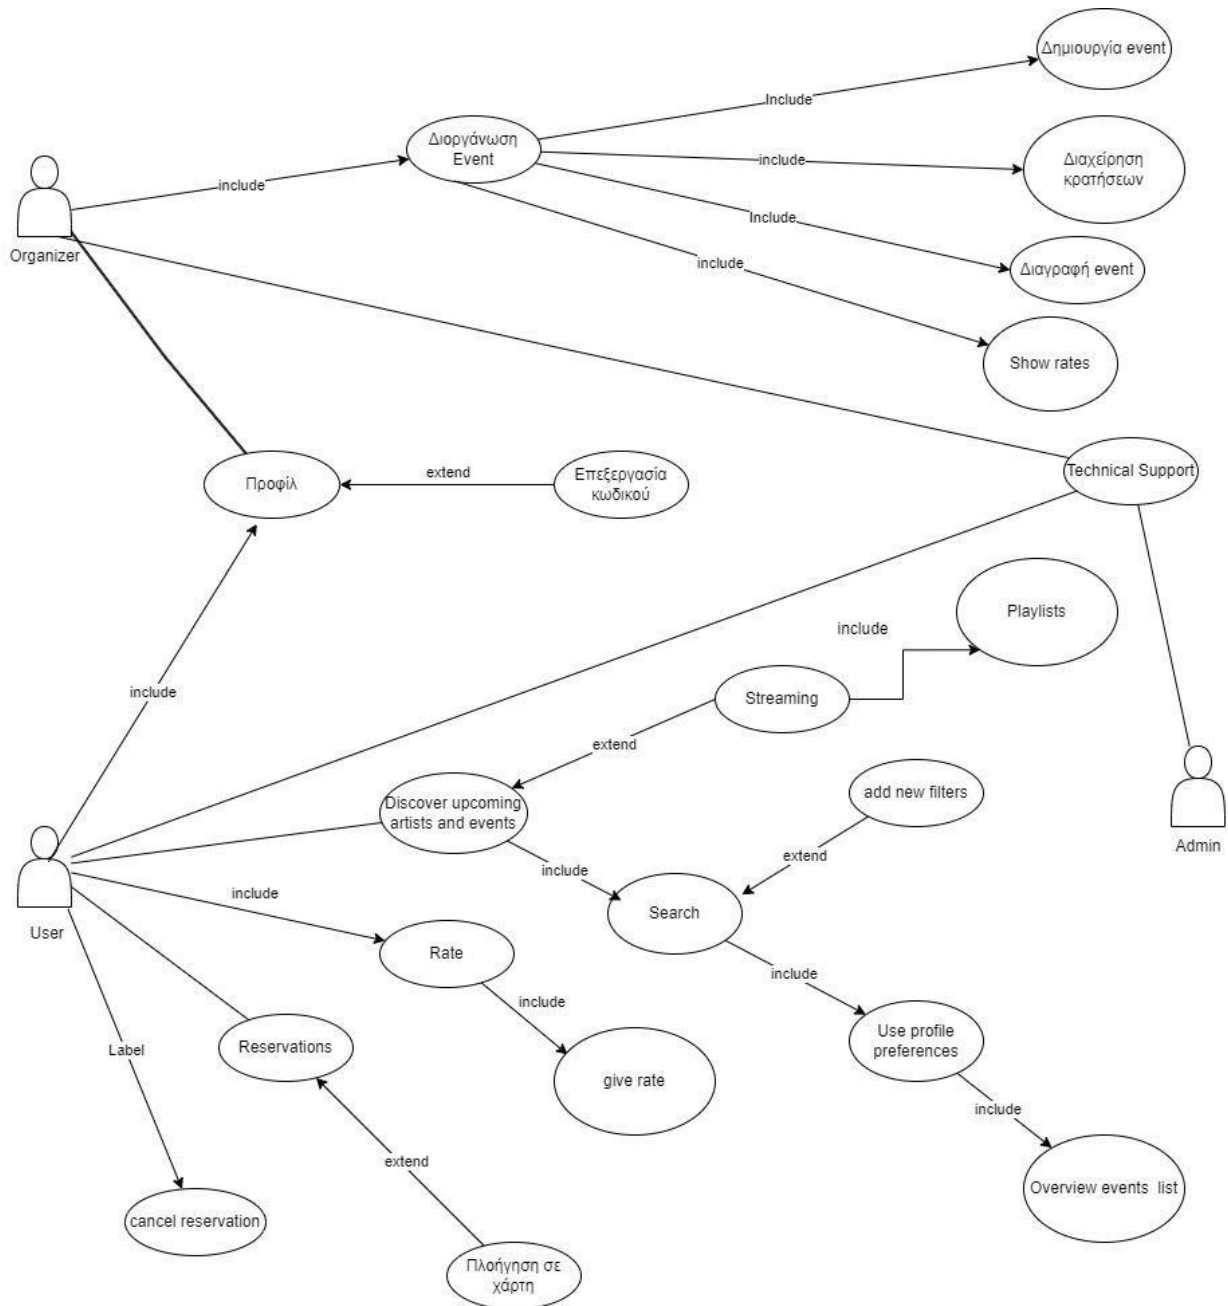 Δημιουργία event
Include
Διοργάνωση
Event
include
Διαχείρηση
κρατήσεων
include
Organizer
Include
include
Διαγραφή event
Show rates
Προφίλ
extend
Επεξεργασία
κωδικού
Technical Support
Playlists
include
include
Streaming
extend
Discover upcoming
artists and events
add new filters
Admin
extend
include
include
Search
User
Rate
include
include
Use profile
preferences
Label
Reservations
give rate
include
extend
Overview events list
cancel reservation
Πλοήγηση σε
χάρτη